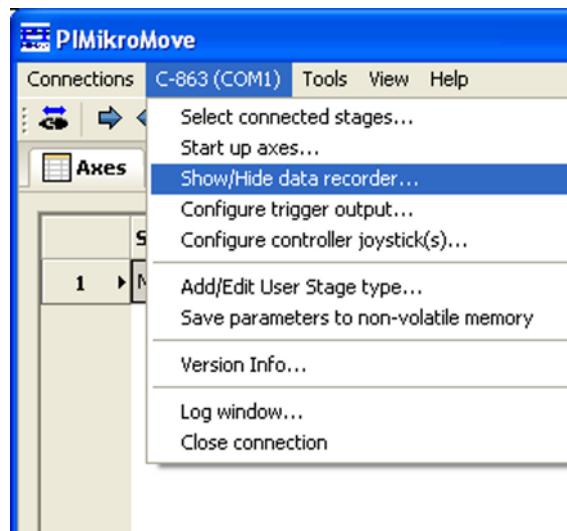 PIMikroMove
Connections C-863 (COM1) Tools View Help
Select connected stages...
Start up axes...
Axes
Show/Hide data recorder...
Configure trigger output...
Configure controller joystick(s)...
1
Add/Edit User Stage type...
Save parameters to non-volatile memory
Version Info...
Log window...
Close connection